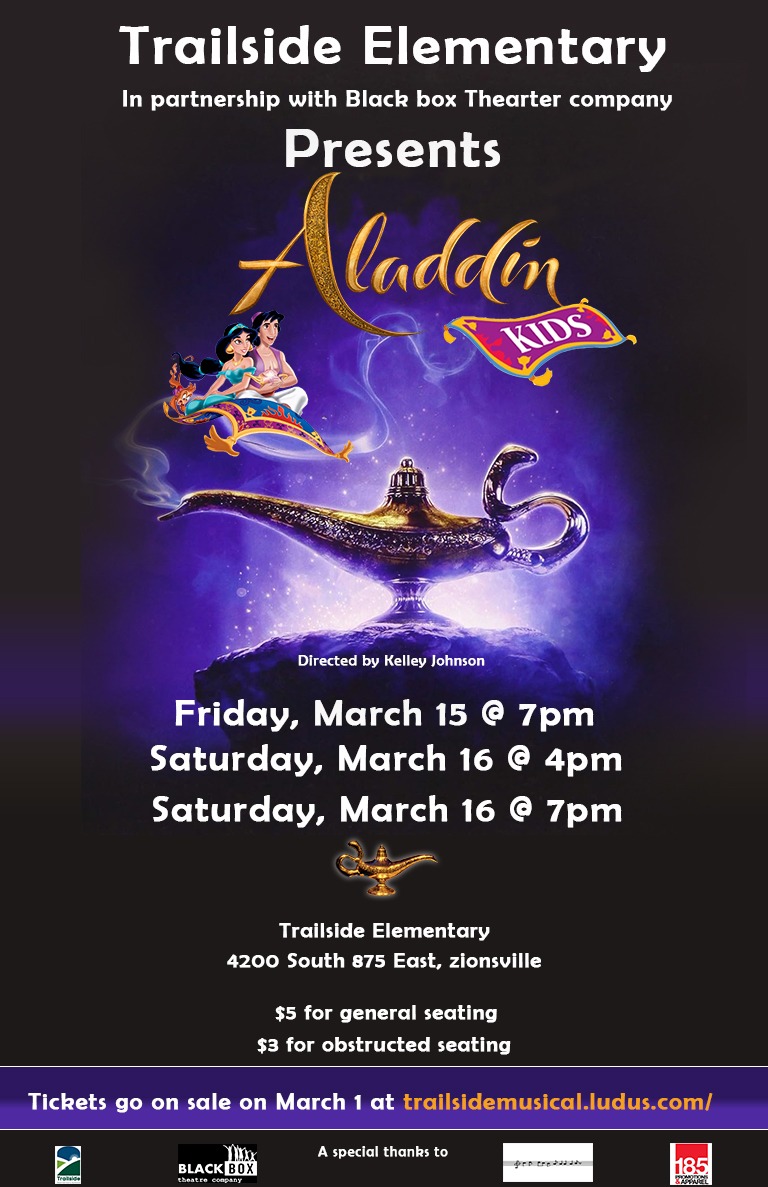 Trailside Elementary
In partnership with Black box Thearter company
Presents
Aladdin
KIDS
Directed by Kelley Johnson
Friday, March 15 @ 7pm
Saturday, March 16 @ 4pm
Saturday, March 16 @ 7pm
Trailside Elementary
4200 South 875 East, zionsville
$5 for general seating
$3 for obstructed seating
Tickets go on sale on March 1 at trailsidemusical.ludus.com/
A special thanks to
Trailside
BLACK BOX
theatre company
185
PROMOTIONS
& APPAREL